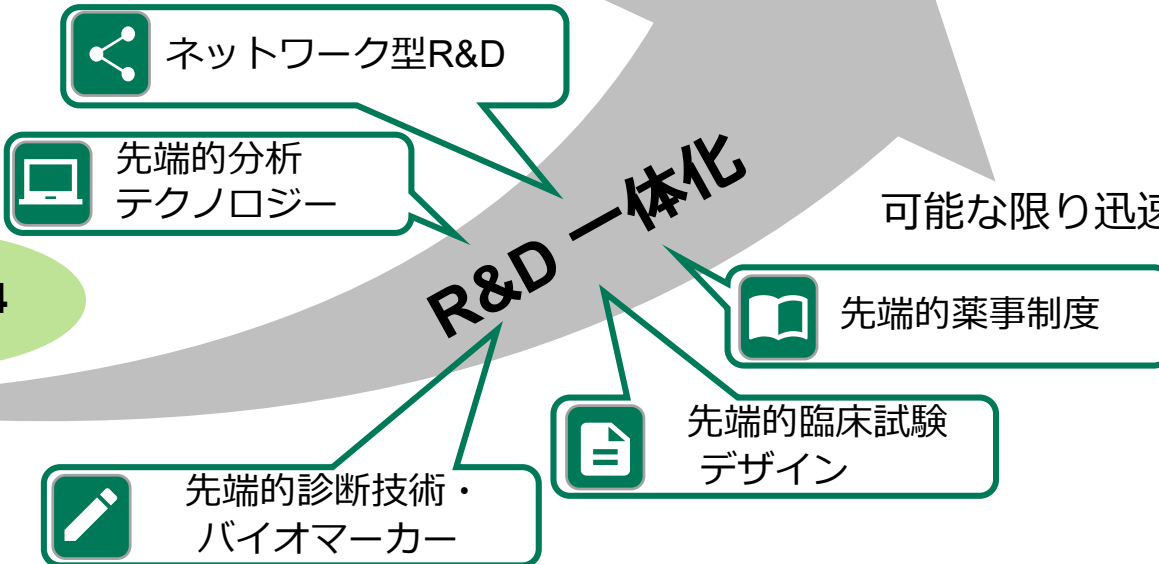 ネットワーク型R&D
先端的分析
テクノロジー
R&D 一体化
可能な限り迅速
4
先端的薬事制度
先端的臨床試験
デザイン
先端的診断技術・
バイオマーカー